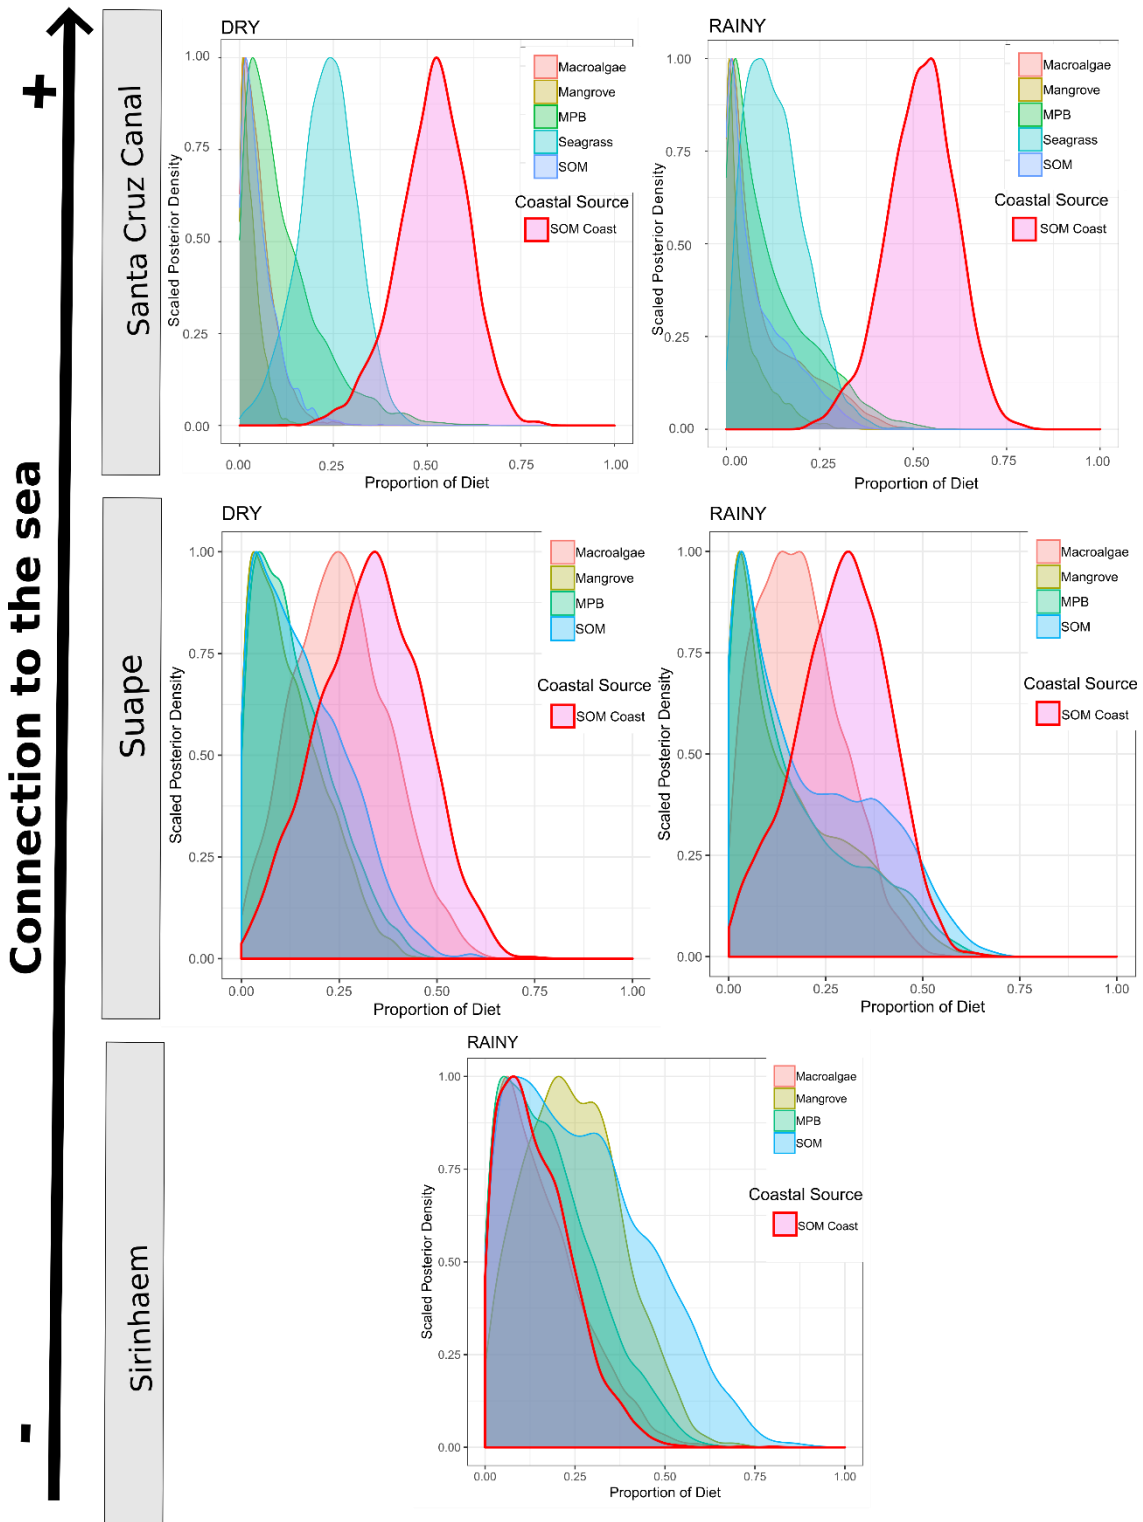 Connection to the sea
+
-
Santa Cruz Canal
DRY
Scaled Posterior Density
1.00
0.75
0.50
0.25
0.00
0.00 0.25 0.50 0.75 1.00
Proportion of Diet
Macroalgae
Mangrove
MPB
Seagrass
SOM
Coastal Source
SOM Coast
RAINY
Scaled Posterior Density
1.00
0.75
0.50
0.25
0.00
0.00 0.25 0.50 0.75 1.00
Proportion of Diet
Macroalgae
Mangrove
MPB
Seagrass
SOM
Coastal Source
SOM Coast
Suape
DRY
Scaled Posterior Density
1.00
0.75
0.50
0.25
0.00
0.00 0.25 0.50 0.75 1.00
Proportion of Diet
Macroalgae
Mangrove
MPB
SOM
Coastal Source
SOM Coast
RAINY
Scaled Posterior Density
1.00
0.75
0.50
0.25
0.00
0.00 0.25 0.50 0.75 1.00
Proportion of Diet
Macroalgae
Mangrove
MPB
SOM
Coastal Source
SOM Coast
Sirinhaem
RAINY
Scaled Posterior Density
1.00
0.75
0.50
0.25
0.00
0.00 0.25 0.50 0.75 1.00
Proportion of Diet
Macroalgae
Mangrove
MPB
SOM
Coastal Source
SOM Coast